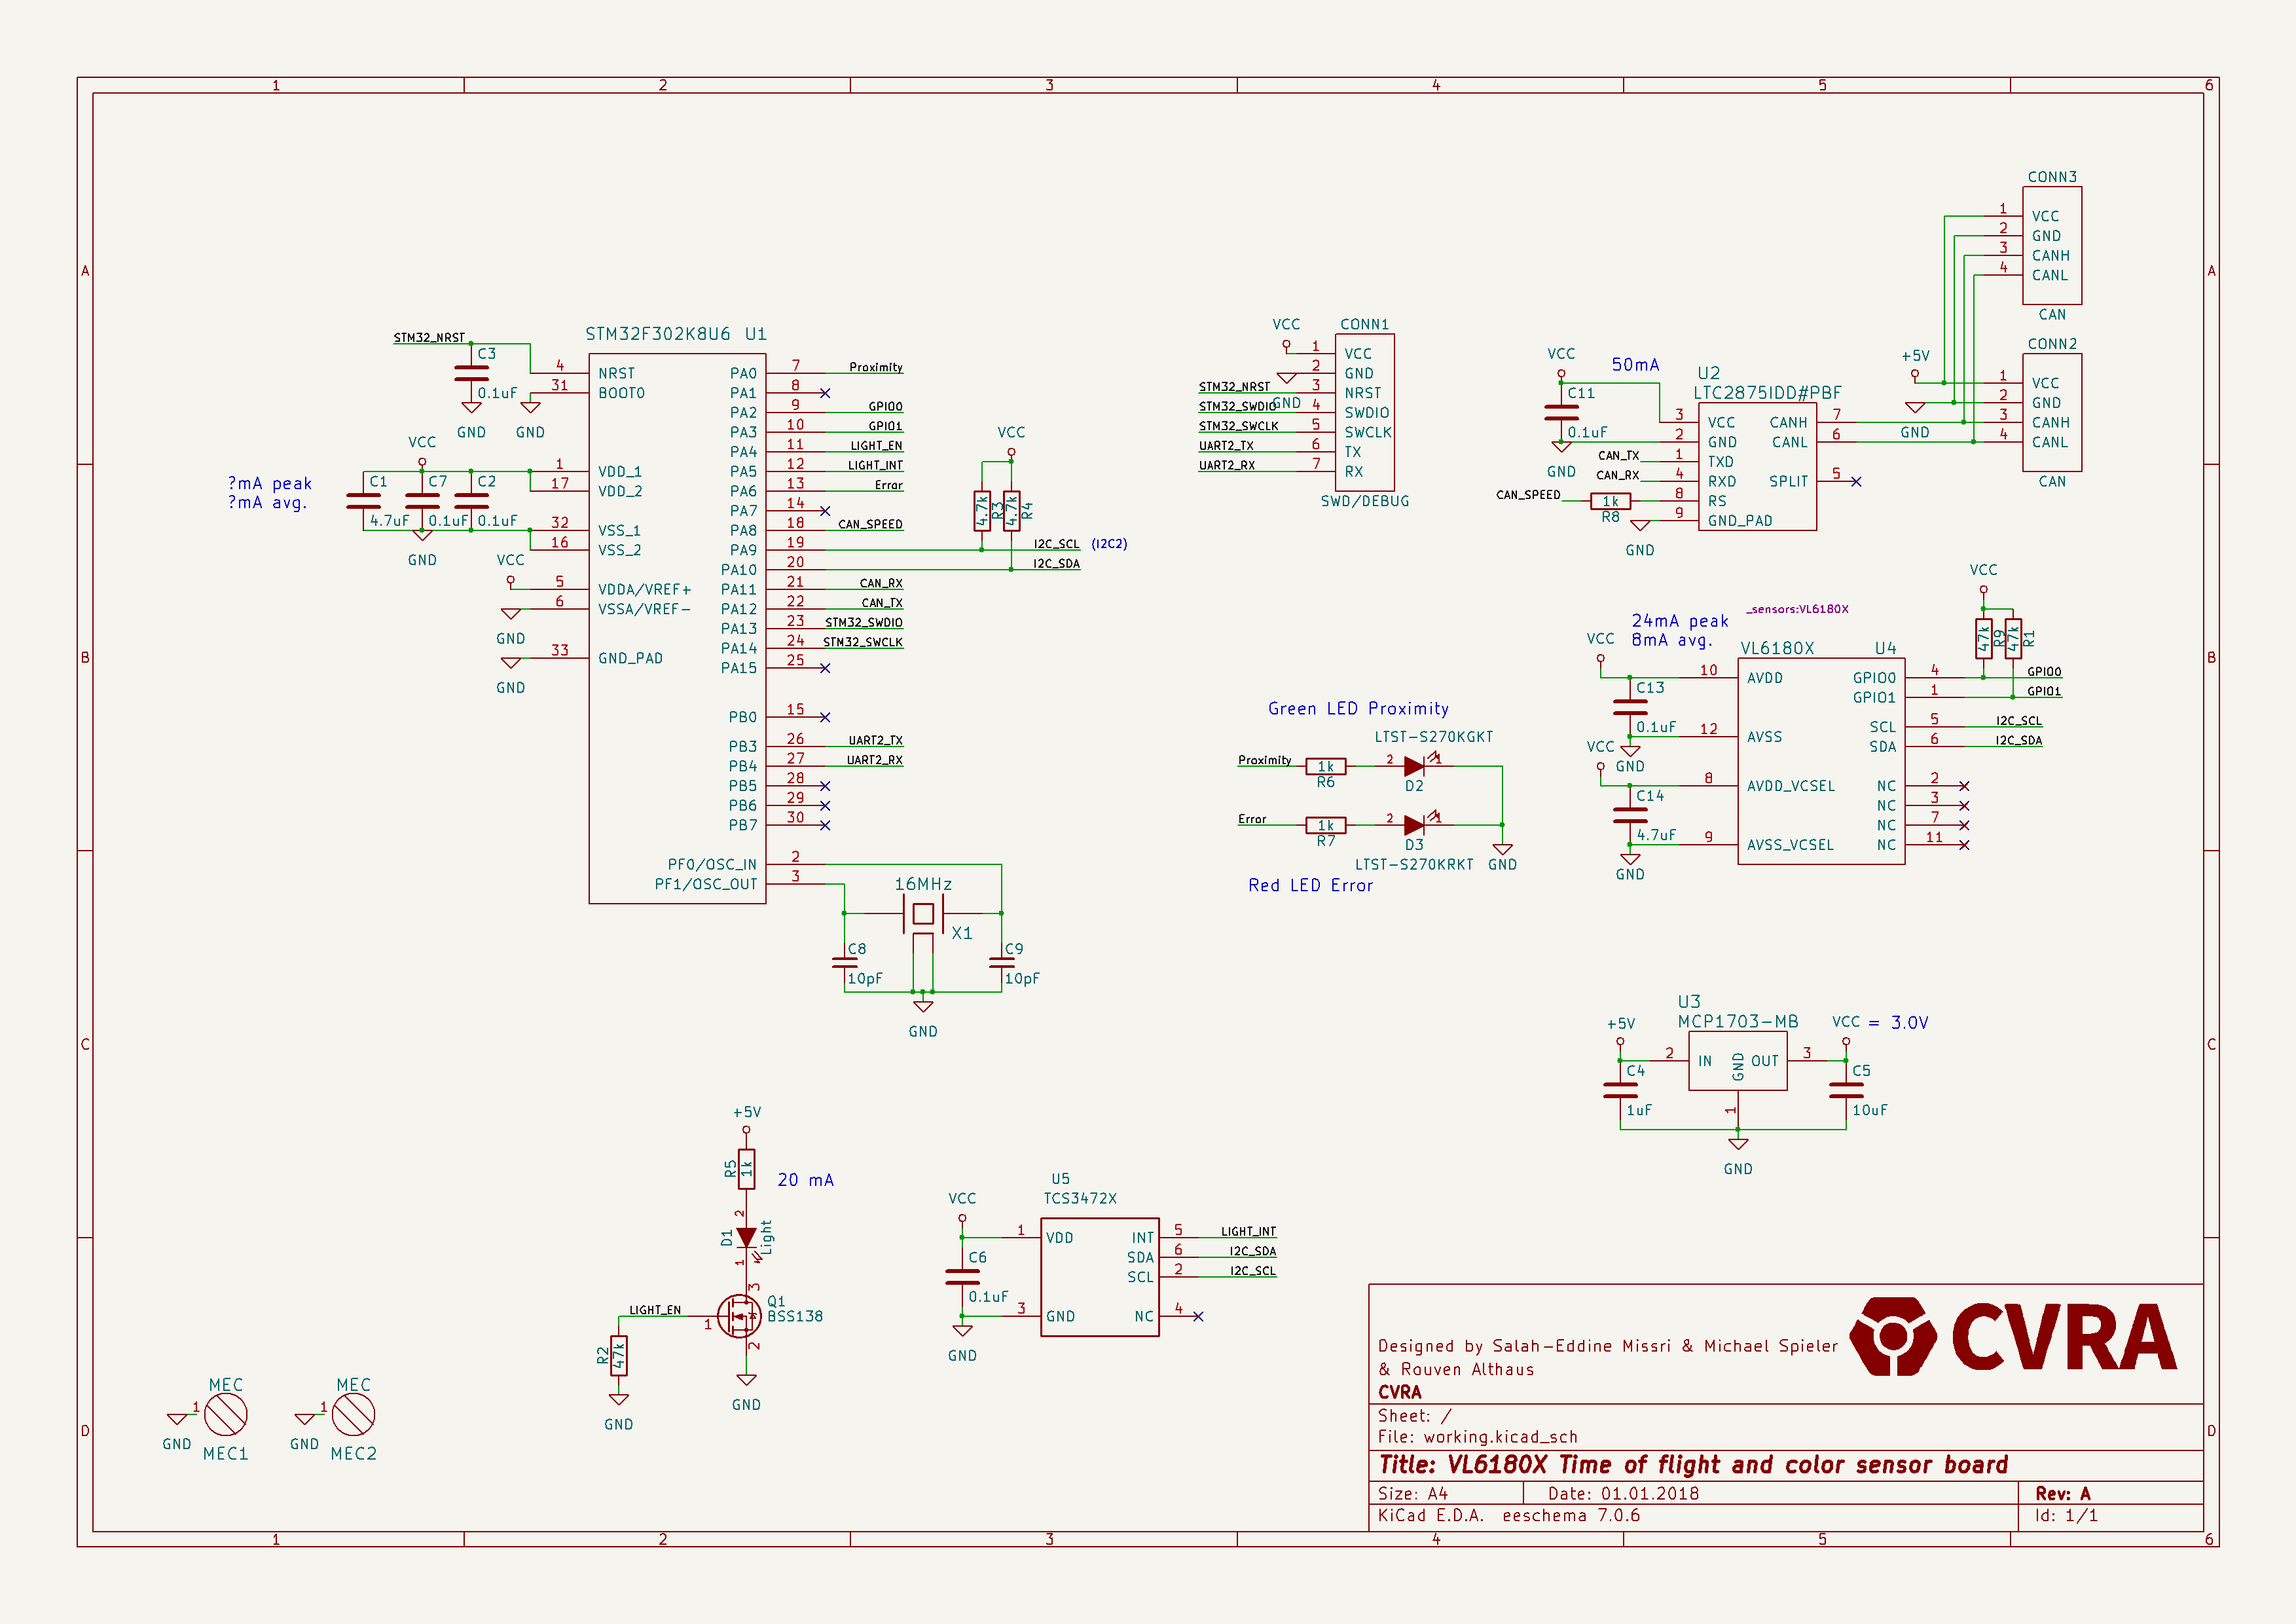 1 2 3 4 5 6
A
B
C
D
A
B
C
D
STM32_NRST
C3
0.1uF
GND
GND
STM32F302K8U6 U1
4 NRST
31 BOOT0
1 VDD_1
17 VDD_2
32 VSS_1
16 VSS_2
5 VDDA/VREF+
6 VSSA/VREF-
33 GND_PAD
PA0 7 Proximity
PA1 8
PA2 9 GPIO0
PA3 10 GPIO1
PA4 11 LIGHT_EN
PA5 12 LIGHT_INT
PA6 13 Error
PA7 14
PA8 18 CAN_SPEED
PA9 19 I2C_SCL (I2C2)
PA10 20 I2C_SDA
PA11 21 CAN_RX
PA12 22 CAN_TX
PA13 23 STM32_SWDIO
PA14 24 STM32_SWCLK
PA15 25
PB0 15
PB3 26 UART2_TX
PB4 27 UART2_RX
PB5 28
PB6 29
PB7 30
PF0/OSC_IN 2
PF1/OSC_OUT 3
VCC
?mA peak
?mA avg.
C1 C7 C2
4.7uF 0.1uF 0.1uF
GND
VCC
GND
GND
VCC
4.7k R3
4.7k R4
16MHz
X1
C8
10pF
C9
10pF
GND
VCC
CONN1
1 VCC
2 GND
GND
STM32_NRST 3 NRST
STM32_SWDIO 4 SWDIO
STM32_SWCLK 5 SWCLK
UART2_TX 6 TX
UART2_RX 7 RX
SWD/DEBUG
VCC
50mA
C11
0.1uF
GND
U2
LTC2875IDD#PBF
3 VCC
2 GND
CAN_TX 1 TXD
CAN_RX 4 RXD
CAN_SPEED 1k R8 8 RS
9 GND_PAD
GND
CANH 7
CANL 6
SPLIT 5
CONN3
1 VCC
2 GND
3 CANH
4 CANL
CAN
CONN2
+5V
1 VCC
2 GND
3 CANH
4 CANL
GND
CAN
_sensors:VL6180X
24mA peak
8mA avg.
VCC
VL6180X U4
10 AVDD
12 AVSS
8 AVDD_VCSEL
9 AVSS_VCSEL
C13
0.1uF
GND
VCC
C14
4.7uF
GND
VCC
47k R9
47k R1
GPIO0 4 GPIO0
GPIO1 1 GPIO1
SCL 5 I2C_SCL
SDA 6 I2C_SDA
NC 2
NC 3
NC 7
NC 11
Green LED Proximity
LTST-S270KGKT
Proximity 1k 2 1
R6 D2
Error 1k 2 1
R7 D3
LTST-S270KRKT GND
Red LED Error
U3
MCP1703-MB
+5V
VCC = 3.0V
2 IN GND OUT 3
1
C4
1uF
C5
10uF
GND
+5V
R5 1k
20 mA
2
D1 Light
1
3
Q1
BSS138
LIGHT_EN
1
2
R2 47k
GND
GND
U5
TCS3472X
VCC
1 VDD
3 GND
INT 5 LIGHT_INT
SDA 6 I2C_SDA
SCL 2 I2C_SCL
NC 4
C6
0.1uF
GND
MEC
1
GND
MEC1
MEC
1
GND
MEC2
CVRA
Designed by Salah-Eddine Missri & Michael Spieler
& Rouven Althaus
CVRA
Sheet: /
File: working.kicad_sch
Title: VL6180X Time of flight and color sensor board
Size: A4 Date: 01.01.2018 Rev: A
KiCad E.D.A. eeschema 7.0.6 Id: 1/1
1 2 3 4 5 6